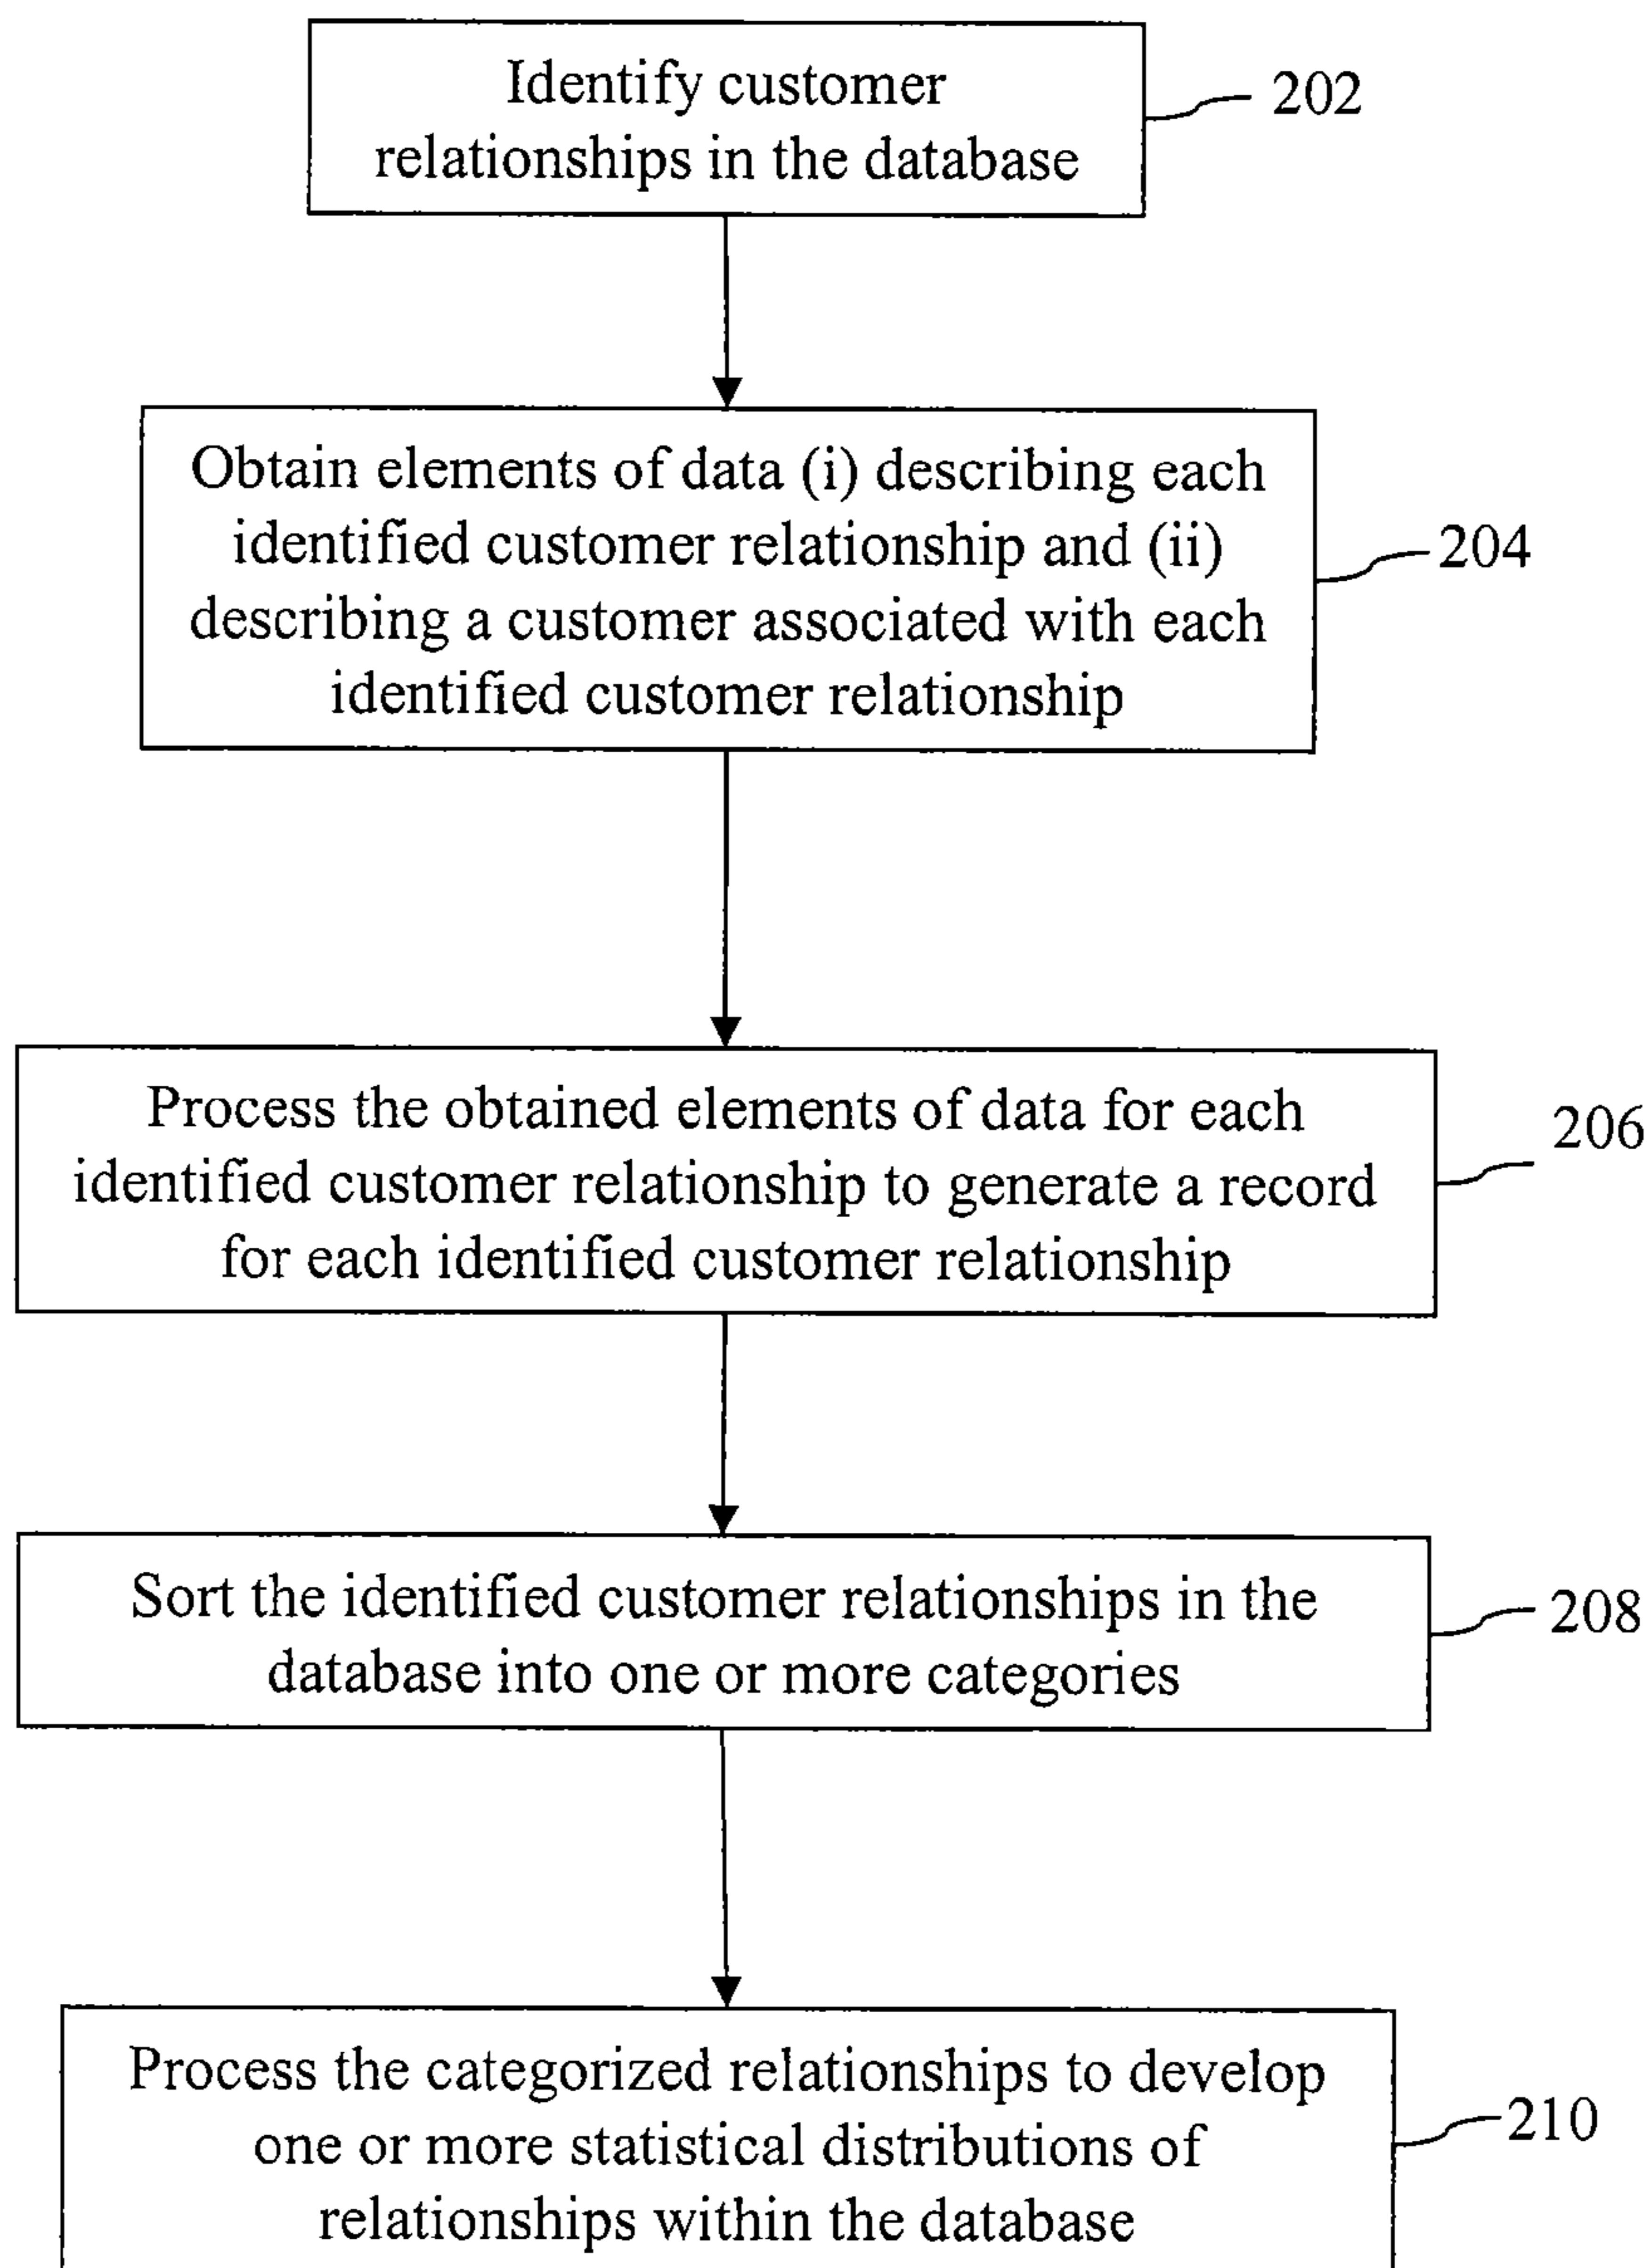 Identify customer
relationships in the database
202
Obtain elements of data (i) describing each
identified customer relationship and (ii)
describing a customer associated with each
identified customer relationship
204
Process the obtained elements of data for each
identified customer relationship to generate a record
for each identified customer relationship
206
Sort the identified customer relationships in the
database into one or more categories
208
Process the categorized relationships to develop
one or more statistical distributions of
relationships within the database
210